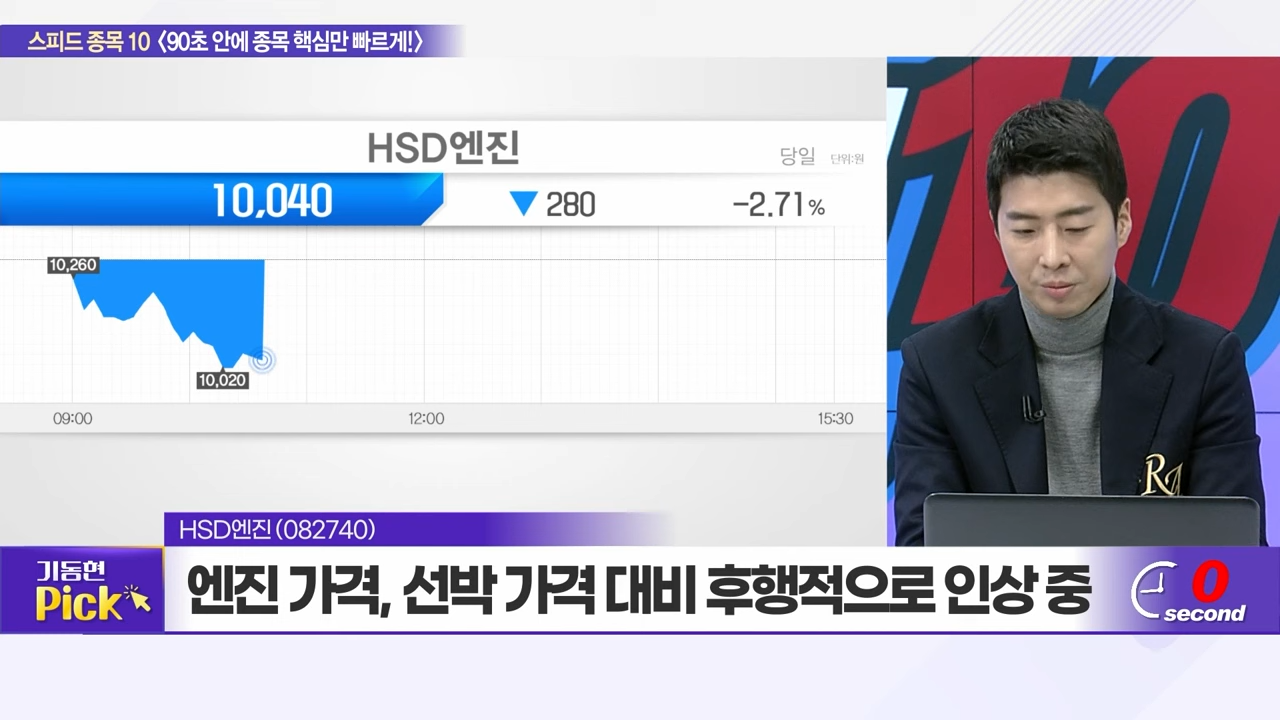 스피드 종목 10 〈90초 안에 종목 핵심만 빠르게!〉
HSD엔진
당일 단위:원
10,040 ▼ 280 -2.71%
10,260
10,020
09:00 12:00 15:30
HSD엔진(082740)
기동현
Pick
엔진 가격, 선박 가격 대비 후행적으로 인상 중
0
second
10